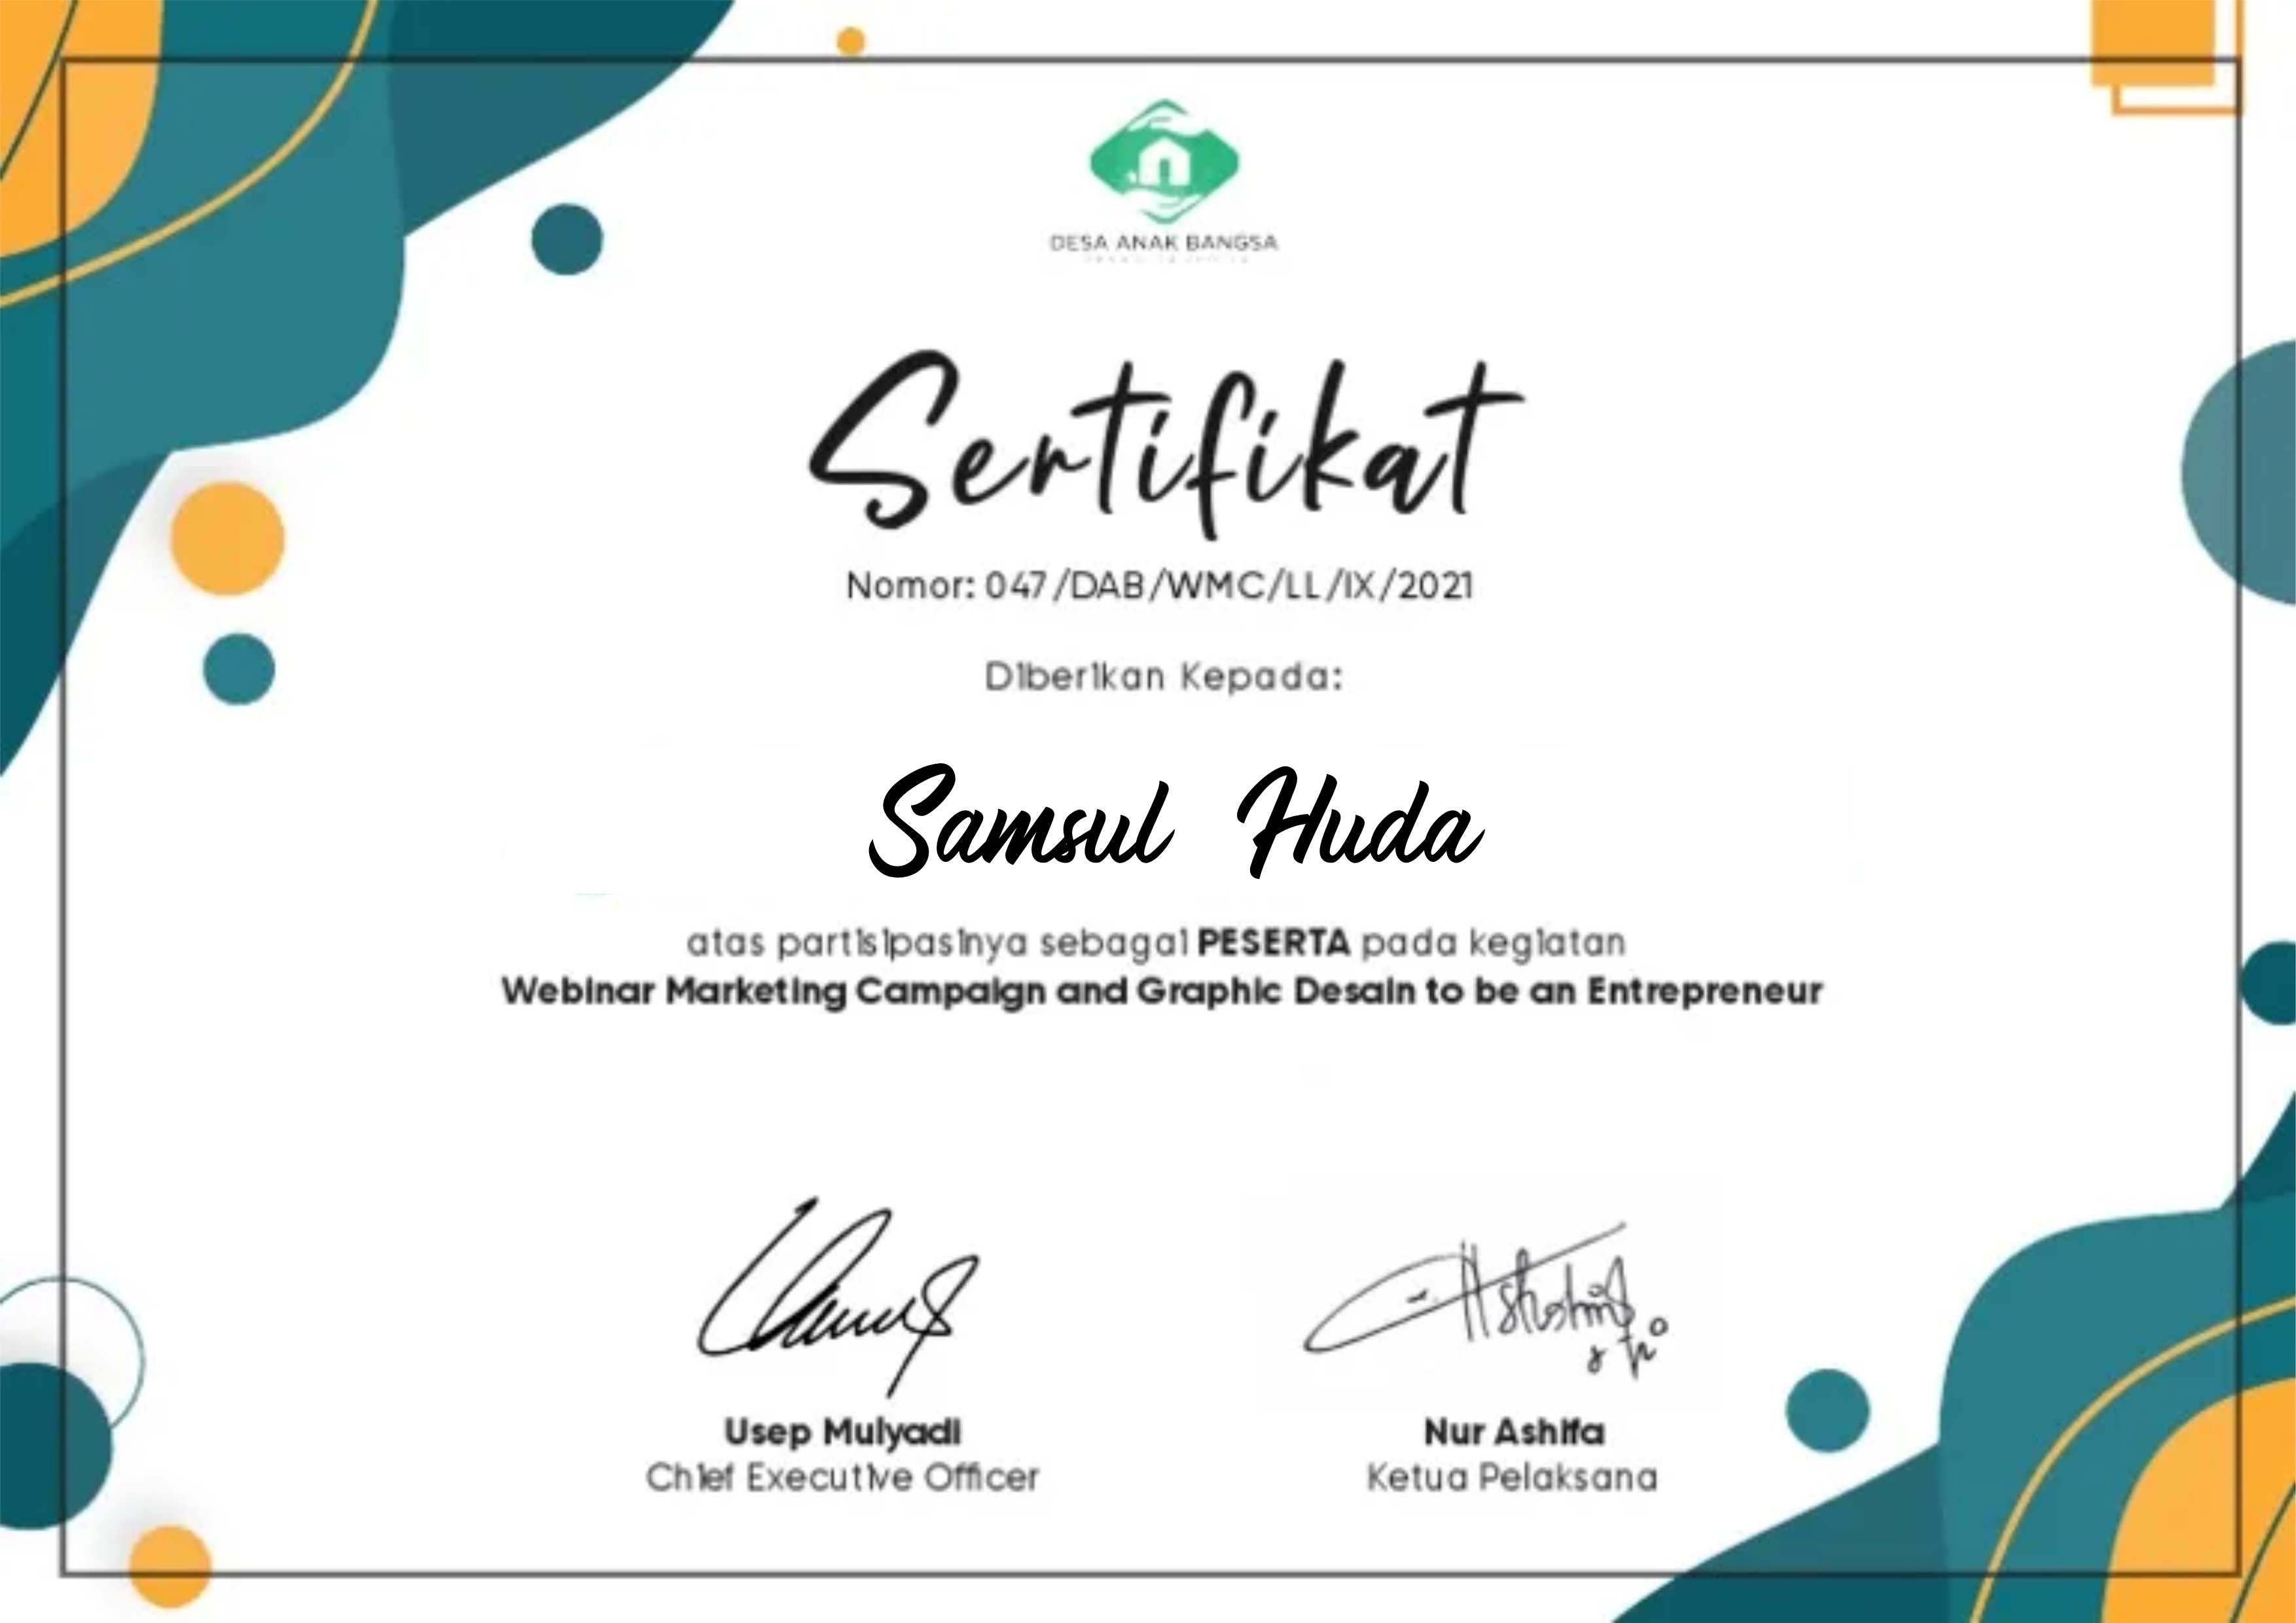 DESA ANAK BANGSA
Sertifikat
Nomor: 047/DAB/WMC/LL/IX/2021
Diberikan Kepada:
Samsul Huda
atas partisipasinya sebagai PESERTA pada kegiatan
Webinar Marketing Campaign and Graphic Desain to be an Entrepreneur
Usep Mulyadi
Chief Executive Officer
Nur Ashifa
Ketua Pelaksana